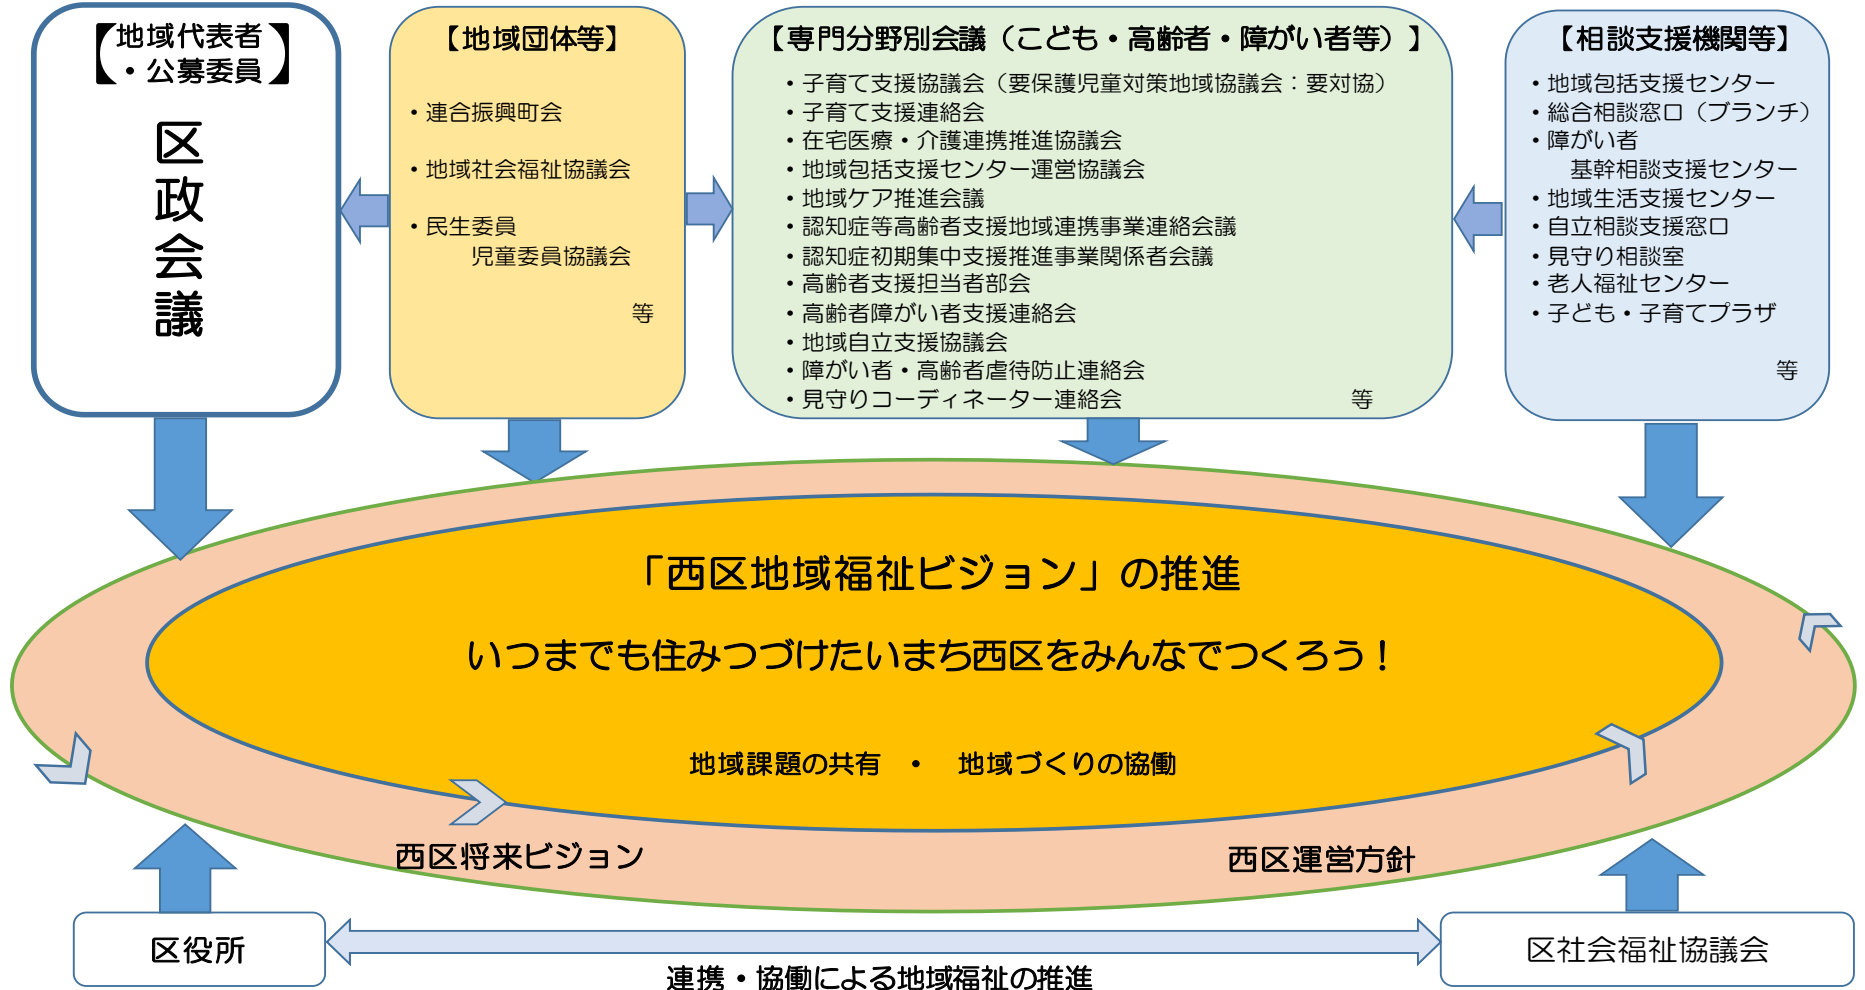 【地域代表者
・公募委員】
区
政
会
議
【地域団体等】
・連合振興町会
・地域社会福祉協議会
・民生委員
児童委員協議会
等
【専門分野別会議（こども・高齢者・障がい者等）】
・子育て支援協議会（要保護児童対策地域協議会：要対協）
・子育て支援連絡会
・在宅医療・介護連携推進協議会
・地域包括支援センター運営協議会
・地域ケア推進会議
・認知症等高齢者支援地域連携事業連絡会議
・認知症初期集中支援推進事業関係者会議
・高齢者支援担当者部会
・高齢者障がい者支援連絡会
・地域自立支援協議会
・障がい者・高齢者虐待防止連絡会
・見守りコーディネーター連絡会　等
【相談支援機関等】
・地域包括支援センター
・総合相談窓口（ブランチ）
・障がい者
基幹相談支援センター
・地域生活支援センター
・自立相談支援窓口
・見守り相談室
・老人福祉センター
・子ども・子育てプラザ
等
「西区地域福祉ビジョン」の推進
いつまでも住みつづけたいまち西区をみんなでつくろう！
地域課題の共有　・　地域づくりの協働
西区将来ビジョン
西区運営方針
区役所
区社会福祉協議会
連携・協働による地域福祉の推進